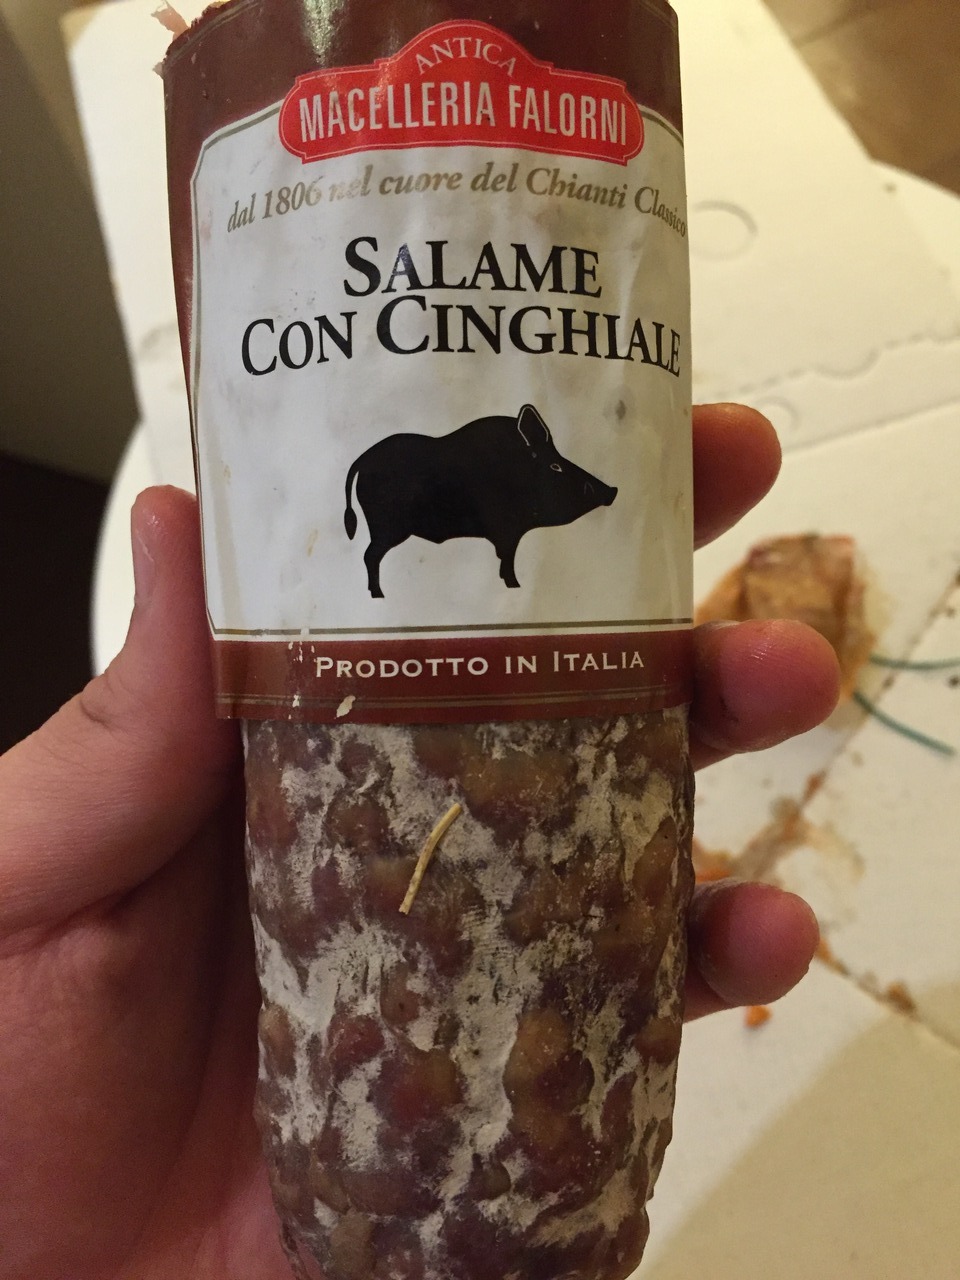 ANTICA
MACELLERIA FALORNI
dal 1806 nel cuore del Chianti Classico
SALAME
CON CINGHIALE
PRODOTTO IN ITALIA